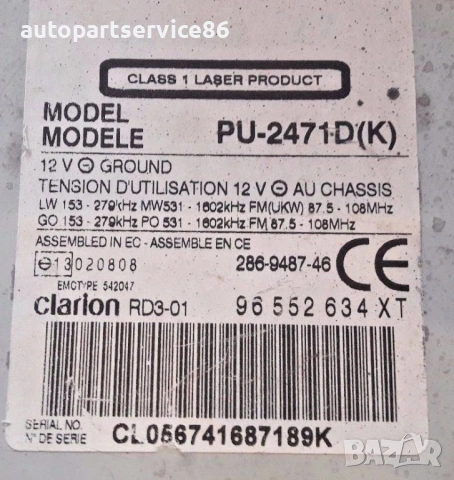 autopartservice86
CLASS 1 LASER PRODUCT
MODEL
MODELE
PU-2471D(K)
12 V ⊖ GROUND
TENSION D'UTILISATION 12 V ⊖ AU CHASSIS
LW 153 - 279kHz MW531 - 1602kHz FM(UKW) 87.5 - 108MHz
GO 153 - 279kHz PO 531 - 1602kHz FM 87.5 - 108MHz
ASSEMBLED IN EC - ASSEMBLE EN CE
e13 020808
286-9487-46 CE
EMCTYPE 542047
Clarion RD3-01 96 552 634 XT
SERIAL NO.
N° DE SERIE
CL056741687189K
BAZAR